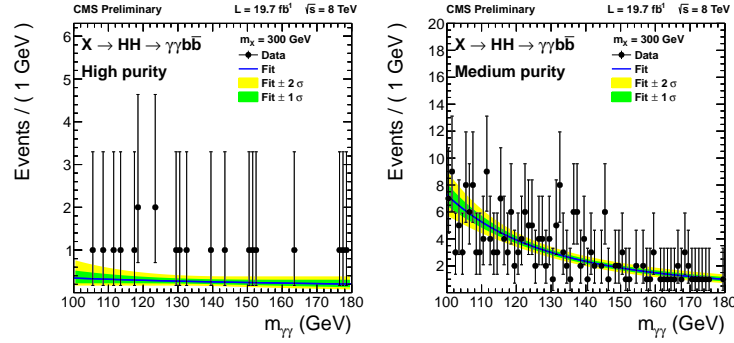 CMS Preliminary L = 19.7 fb⁻¹ √s = 8 TeV
X → HH → γγbb̅
High purity
m_X = 300 GeV
Data
Fit
Fit ± 2 σ
Fit ± 1 σ
Events / ( 1 GeV )
6
5
4
3
2
1
100 110 120 130 140 150 160 170 180
m_γγ (GeV)
CMS Preliminary L = 19.7 fb⁻¹ √s = 8 TeV
X → HH → γγbb̅
Medium purity
m_X = 300 GeV
Data
Fit
Fit ± 2 σ
Fit ± 1 σ
Events / ( 1 GeV )
20
18
16
14
12
10
8
6
4
2
100 110 120 130 140 150 160 170 180
m_γγ (GeV)